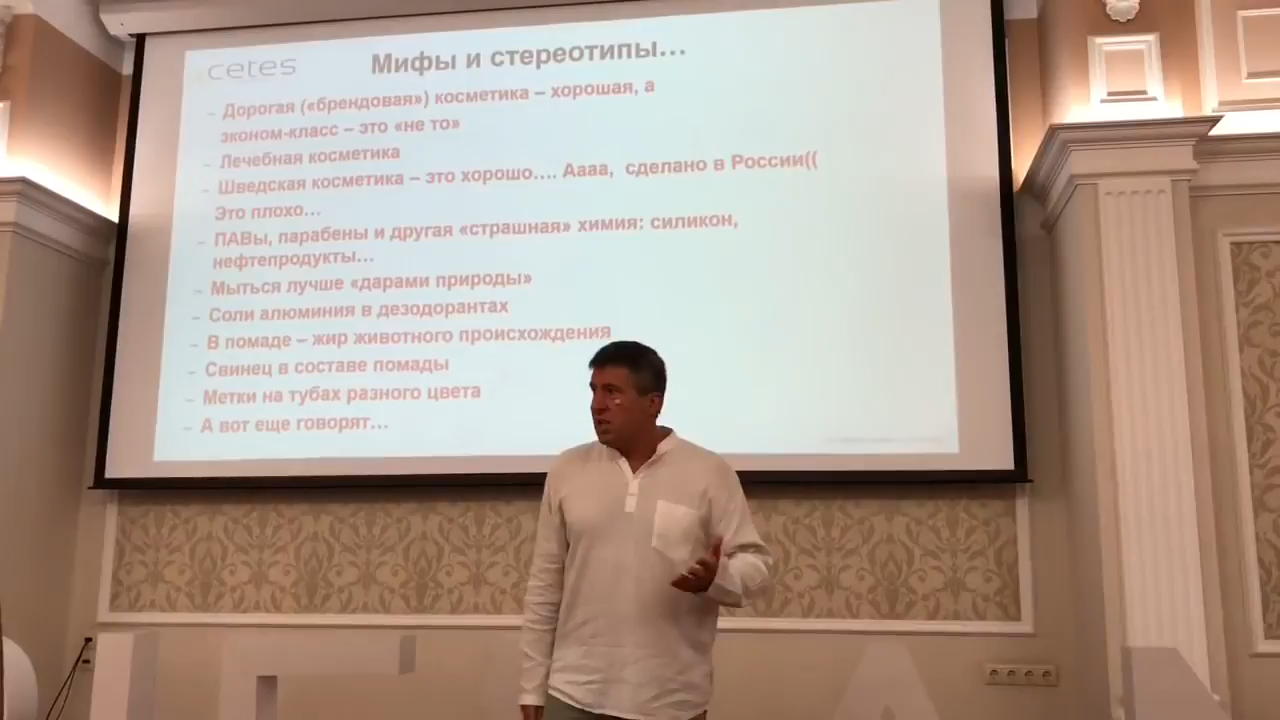 cetes
Мифы и стереотипы...
– Дорогая («брендовая») косметика – хорошая, а
эконом-класс – это «не то»
– Лечебная косметика
– Шведская косметика – это хорошо.... Аааа, сделано в России((
Это плохо...
– ПАВы, парабены и другая «страшная» химия: силикон,
нефтепродукты...
– Мыться лучше «дарами природы»
– Соли алюминия в дезодорантах
– В помаде – жир животного происхождения
– Свинец в составе помады
– Метки на тубах разного цвета
– А вот еще говорят...